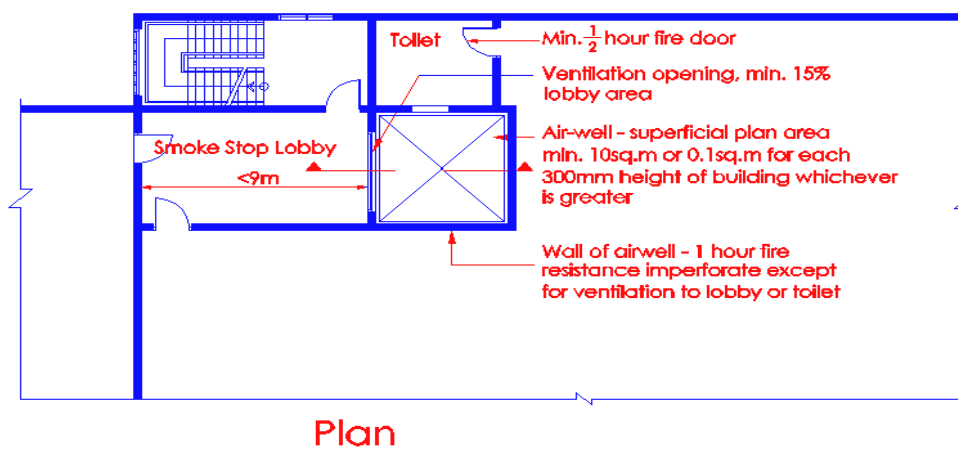 Toilet
Min. 1/2 hour fire door
Ventilation opening, min. 15%
lobby area
Smoke Stop Lobby
<9m
Air-well - superficial plan area
min. 10sq.m or 0.1sq.m for each
300mm height of building whichever
is greater
Wall of airwell - 1 hour fire
resistance imperforate except
for ventilation to lobby or toilet
Plan